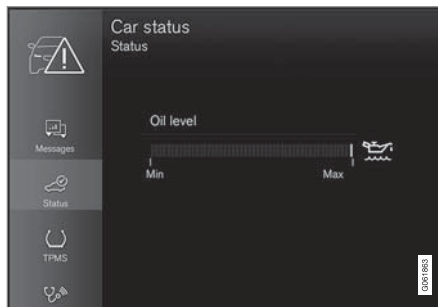 Car status
Status
Oil level
Min Max
Messages
Status
TPMS
G061863